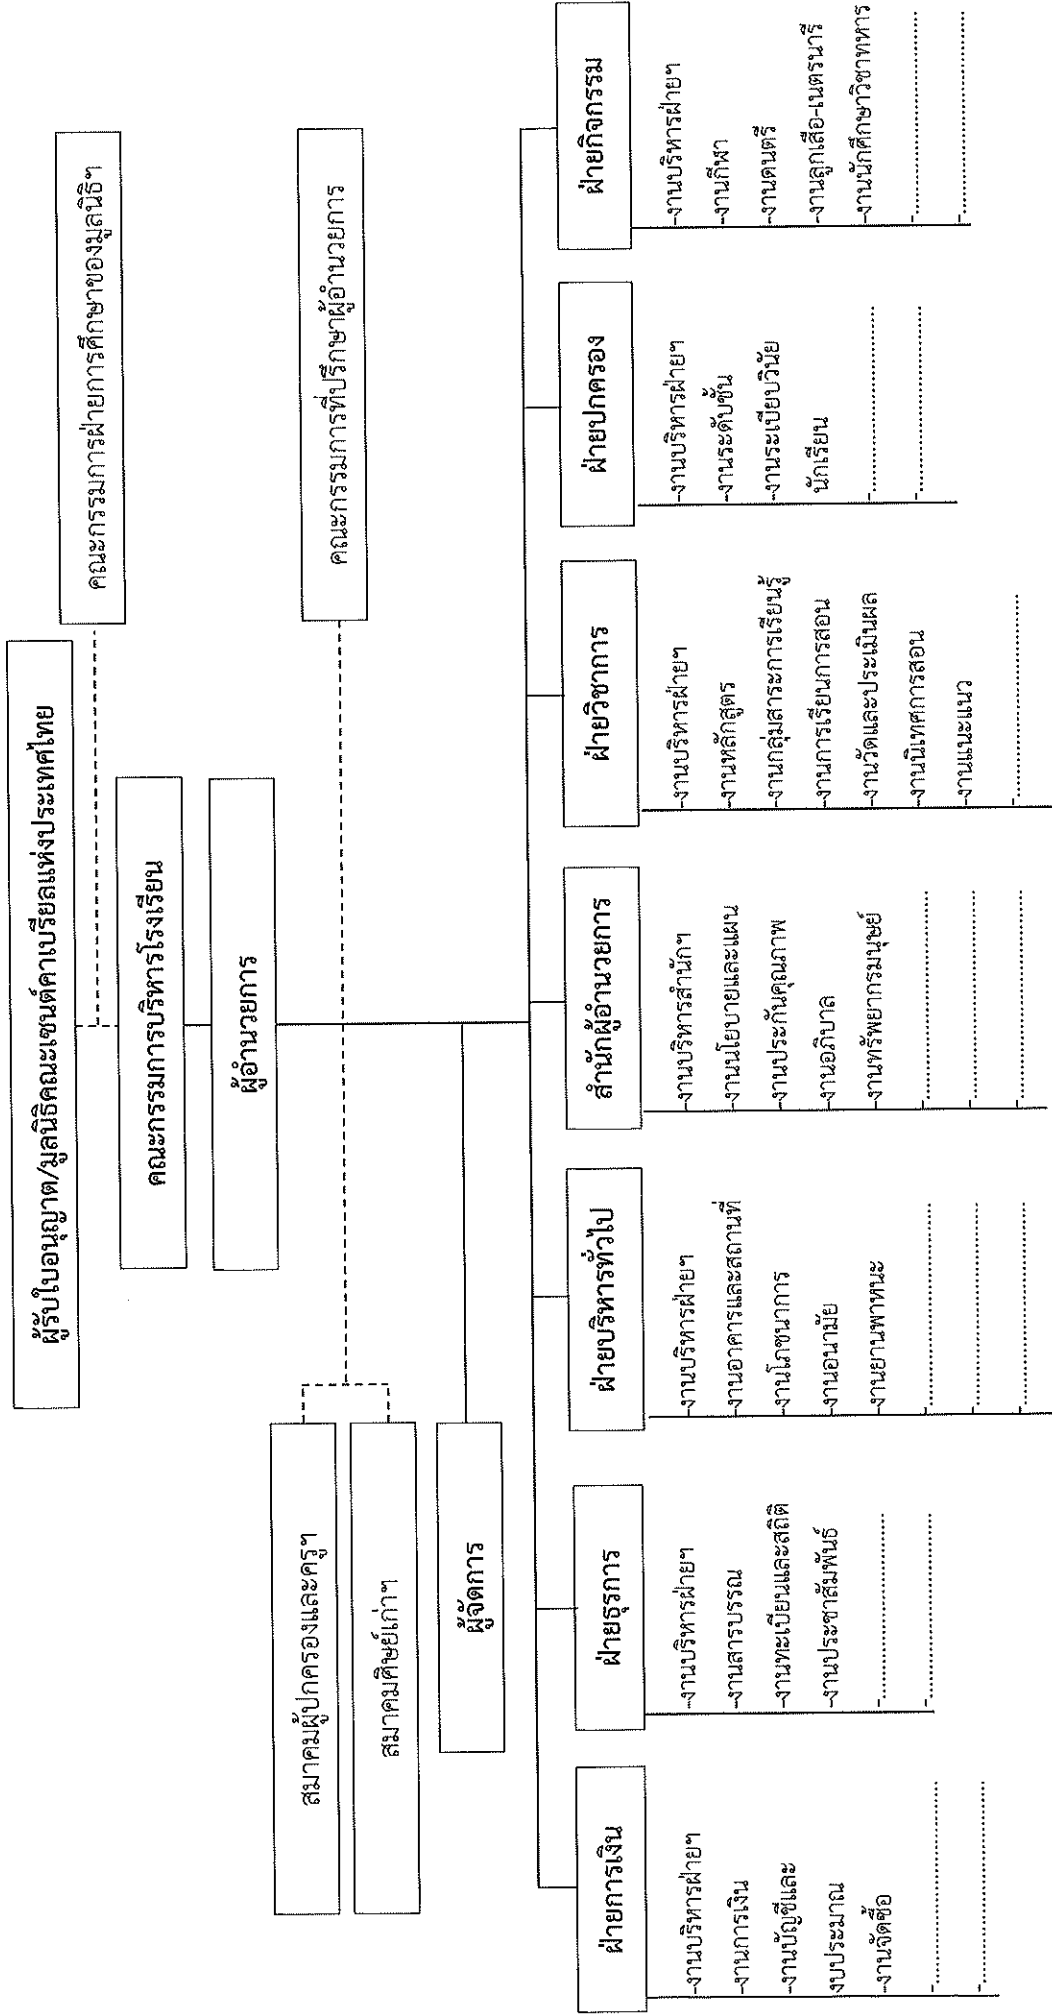 ผู้รับใบอนุญาต/มูลนิธิคณะเซนต์คาเบรียลแห่งประเทศไทย
คณะกรรมการฝ่ายการศึกษาของมูลนิธิฯ
คณะกรรมการบริหารโรงเรียน
ผู้อำนวยการ
สมาคมผู้ปกครองและครูฯ
สมาคมศิษย์เก่าฯ
คณะกรรมการที่ปรึกษาผู้อำนวยการ
ผู้จัดการ
ฝ่ายการเงิน
-งานบริหารฝ่ายฯ
-งานการเงิน
-งานบัญชีและ
งบประมาณ
-งานจัดซื้อ
-..............................
-..............................
ฝ่ายธุรการ
-งานบริหารฝ่ายฯ
-งานสารบรรณ
-งานทะเบียนและสถิติ
-งานประชาสัมพันธ์
-..............................
-..............................
ฝ่ายบริหารทั่วไป
-งานบริหารฝ่ายฯ
-งานอาคารและสถานที่
-งานโภชนาการ
-งานอนามัย
-งานยานพาหนะ
-..............................
-..............................
-..............................
สำนักผู้อำนวยการ
-งานบริหารสำนักฯ
-งานนโยบายและแผน
-งานประกันคุณภาพ
-งานอภิบาล
-งานทรัพยากรมนุษย์
-..............................
-..............................
-..............................
ฝ่ายวิชาการ
-งานบริหารฝ่ายฯ
-งานหลักสูตร
-งานกลุ่มสาระการเรียนรู้
-งานการเรียนการสอน
-งานวัดและประเมินผล
-งานนิเทศการสอน
-งานแนะแนว
-..............................
ฝ่ายปกครอง
-งานบริหารฝ่ายฯ
-งานระดับชั้น
-งานระเบียบวินัย
นักเรียน
-..............................
-..............................
ฝ่ายกิจกรรม
-งานบริหารฝ่ายฯ
-งานกีฬา
-งานดนตรี
-งานลูกเสือ-เนตรนารี
-งานนักศึกษาวิชาทหาร
-..............................
-..............................